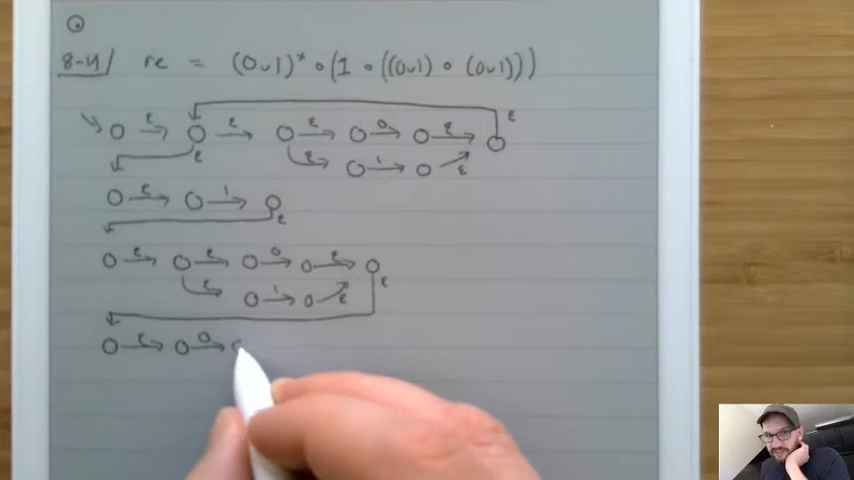 8-4/ re = (0∪1)* ∘ (1 ∘ ((0∪1) ∘ (0∪1)))
ε ε ε 0 ε ε
ε ε 1 ε
ε 1 ε
ε ε 0 ε ε
ε 1 ε
ε 0